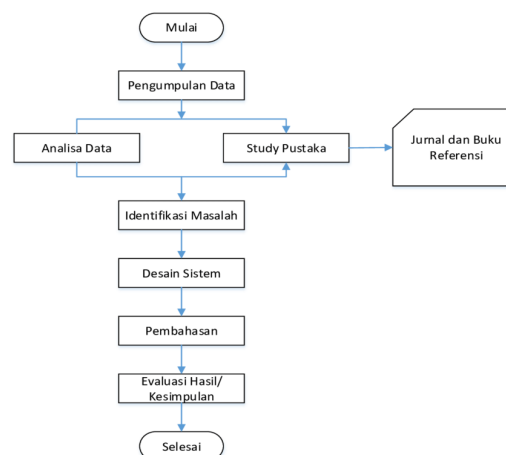 Mulai
Pengumpulan Data
Analisa Data
Study Pustaka
Jurnal dan Buku
Referensi
Identifikasi Masalah
Desain Sistem
Pembahasan
Evaluasi Hasil/
Kesimpulan
Selesai